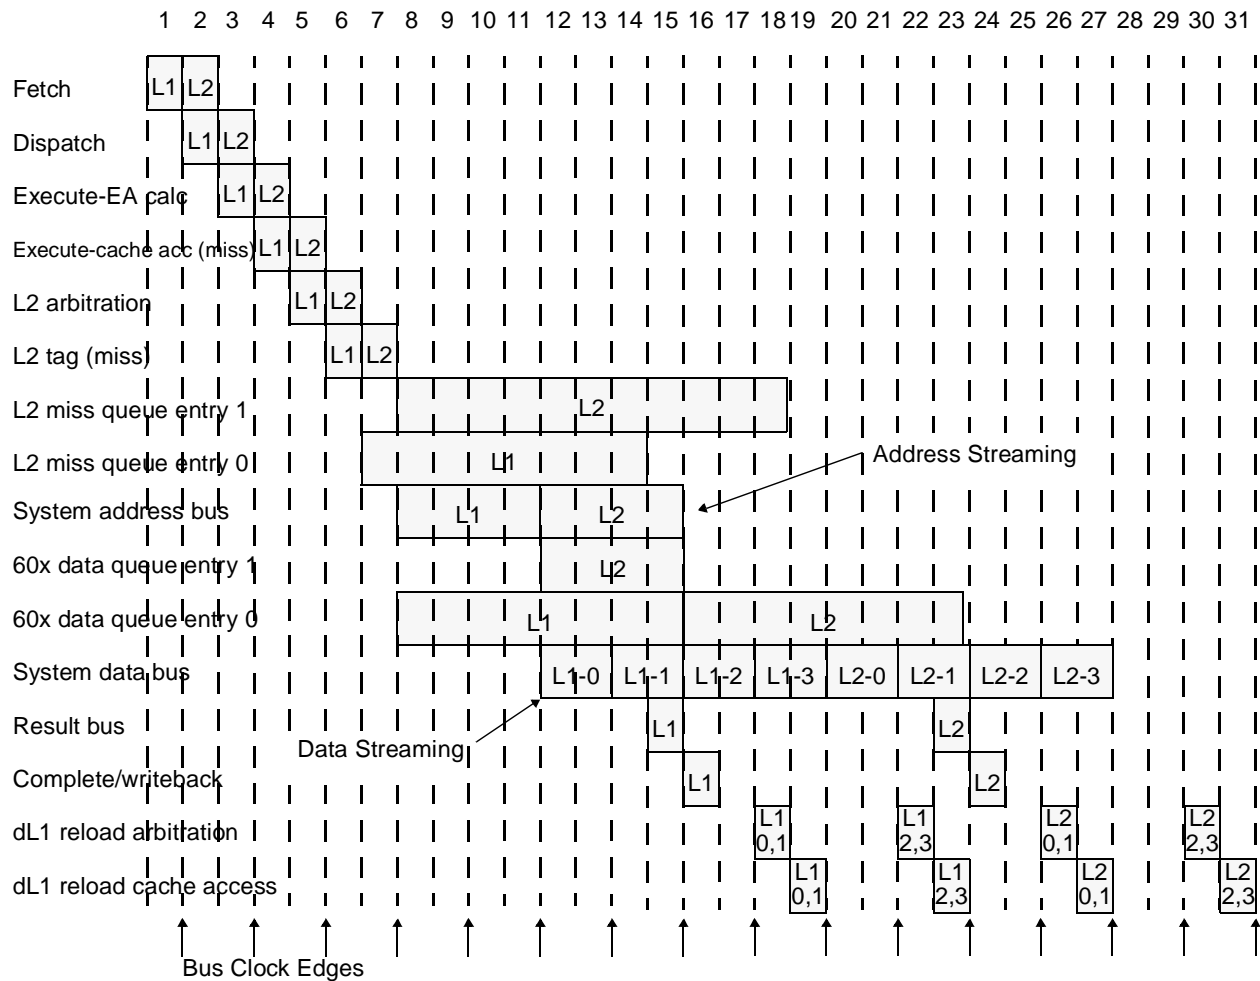 1 2 3 4 5 6 7 8 9 10 11 12 13 14 15 16 17 18 19 20 21 22 23 24 25 26 27 28 29 30 31
Fetch L1 L2
Dispatch L1 L2
Execute-EA calc L1 L2
Execute-cache acc (miss) L1 L2
L2 arbitration L1 L2
L2 tag (miss) L1 L2
L2 miss queue entry 1 L2
L2 miss queue entry 0 L1
Address Streaming
System address bus L1 L2
60x data queue entry 1 L2
60x data queue entry 0 L1 L2
System data bus L1-0 L1-1 L1-2 L1-3 L2-0 L2-1 L2-2 L2-3
Result bus L1 L2
Data Streaming
Complete/writeback L1 L2
dL1 reload arbitration L1 0,1 L1 2,3 L2 0,1 L2 2,3
dL1 reload cache access L1 0,1 L1 2,3 L2 0,1 L2 2,3
Bus Clock Edges